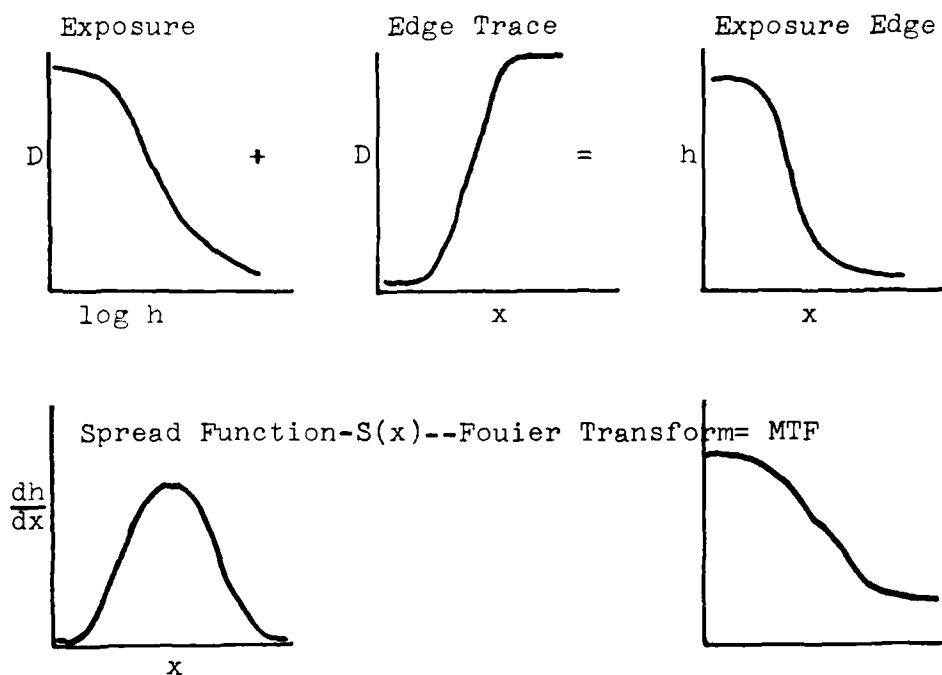 Exposure
Edge Trace
Exposure Edge
D
+
D
=
h
log h
x
x
Spread Function-S(x)--Fouier Transform= MTF
dh
dx
x